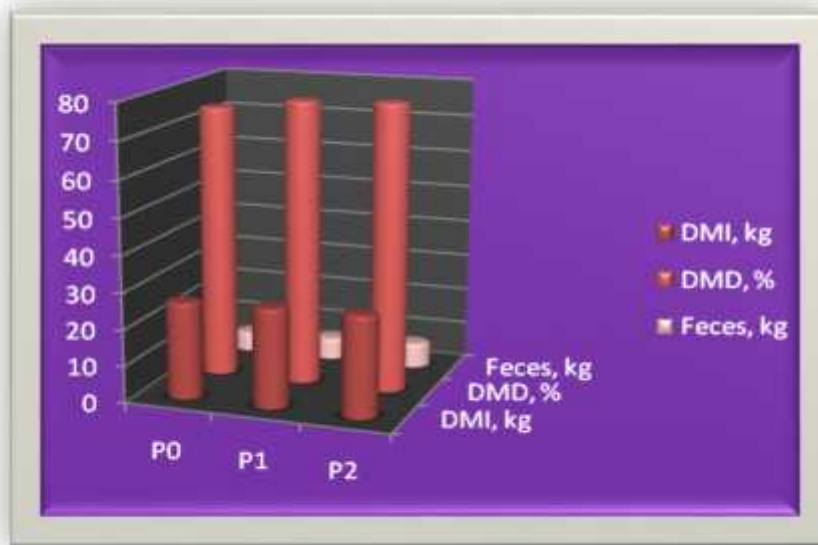 80
70
60
50
40
30
20
10
0
P0
P1
P2
Feces, kg
DMD, %
DMI, kg
DMI, kg
DMD, %
Feces, kg